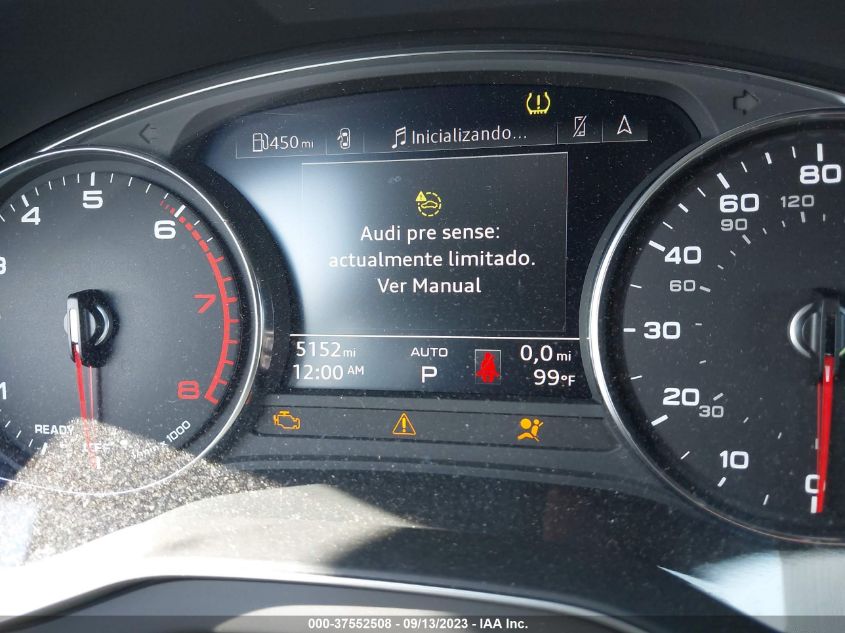 450 mi
Inicializando...
Audi pre sense:
actualmente limitado.
Ver Manual
5152 mi
AUTO
0,0 mi
12:00 AM
P
99°F
1
3
4
5
6
7
8
READY
1000
0
10
20
30
40
60
80
30
60
90
120
000-37552508 - 09/13/2023 - IAA Inc.